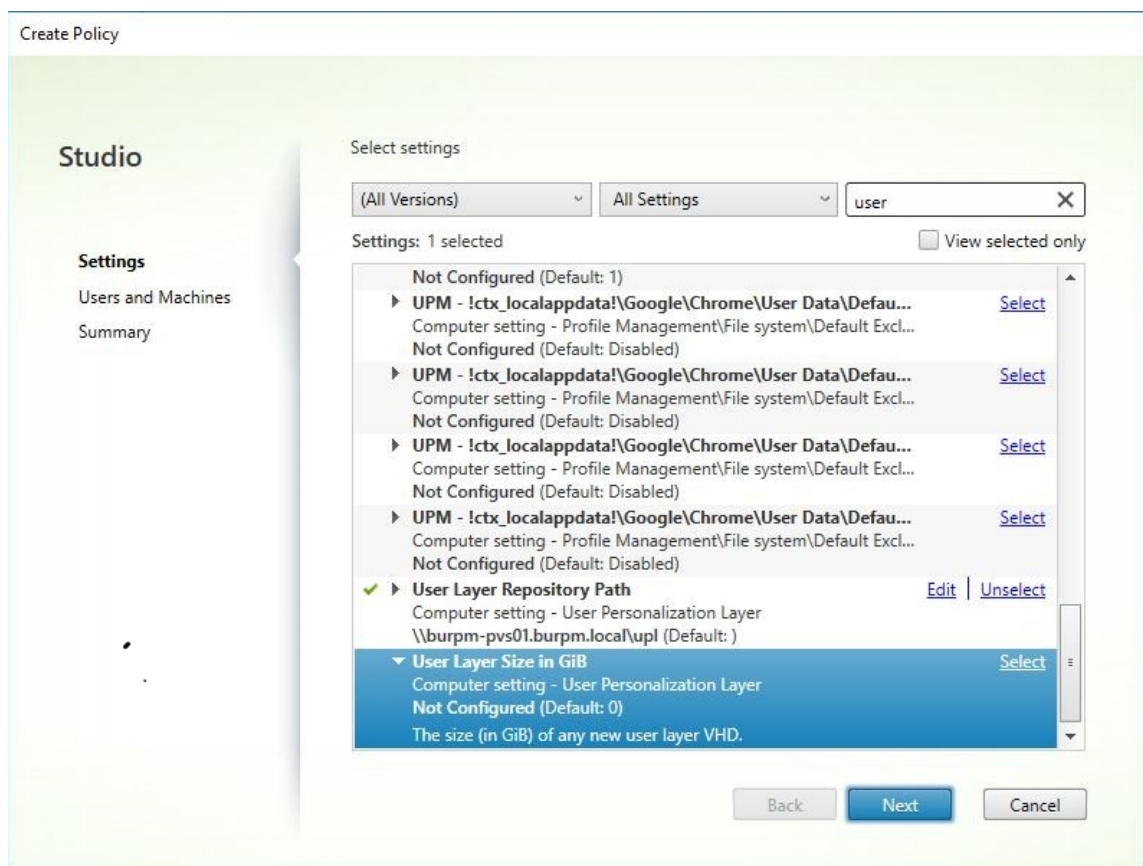 Create Policy
Studio
Settings
Users and Machines
Summary
Select settings
(All Versions) All Settings user
Settings: 1 selected View selected only
Not Configured (Default: 1)
UPM - !ctx_localappdata!\Google\Chrome\User Data\Defau... Select
Computer setting - Profile Management\File system\Default Excl...
Not Configured (Default: Disabled)
UPM - !ctx_localappdata!\Google\Chrome\User Data\Defau... Select
Computer setting - Profile Management\File system\Default Excl...
Not Configured (Default: Disabled)
UPM - !ctx_localappdata!\Google\Chrome\User Data\Defau... Select
Computer setting - Profile Management\File system\Default Excl...
Not Configured (Default: Disabled)
UPM - !ctx_localappdata!\Google\Chrome\User Data\Defau... Select
Computer setting - Profile Management\File system\Default Excl...
Not Configured (Default: Disabled)
User Layer Repository Path Edit | Unselect
Computer setting - User Personalization Layer
\\burpm-pvs01.burpm.local\upl (Default: )
User Layer Size in GiB Select
Computer setting - User Personalization Layer
Not Configured (Default: 0)
The size (in GiB) of any new user layer VHD.
Back Next Cancel